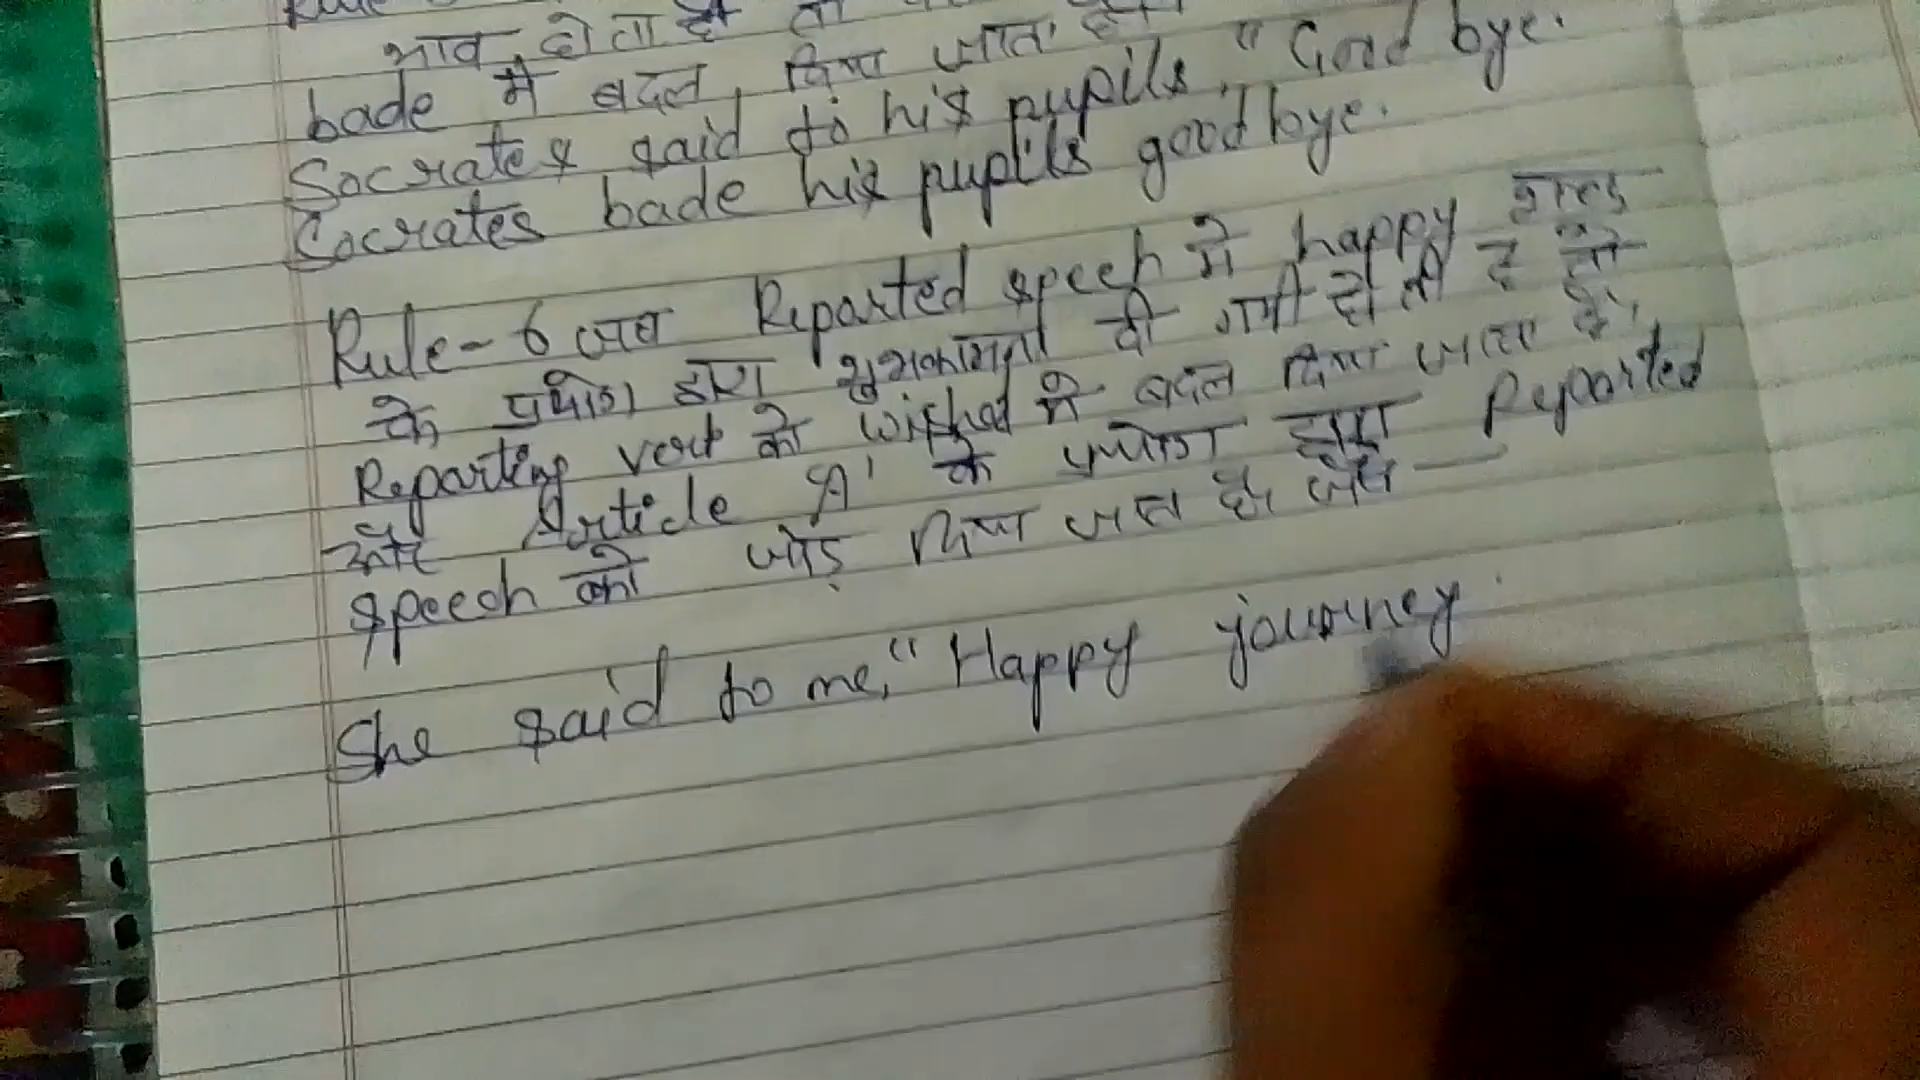 भाव होता है तो
bade में बदल दिया जाता है।
Socrates said to his pupils, "Good bye.
Socrates bade his pupils good bye.
Rule-6 जब Reported speech में happy शब्द
के प्रयोग द्वारा शुभकामना दी गयी होती है तो
Reporting verb को wished में बदल दिया जाता है,
और Article 'A' के प्रयोग द्वारा Reported
speech को जोड़ दिया जाता है। जैसे —
She said to me, "Happy journey.